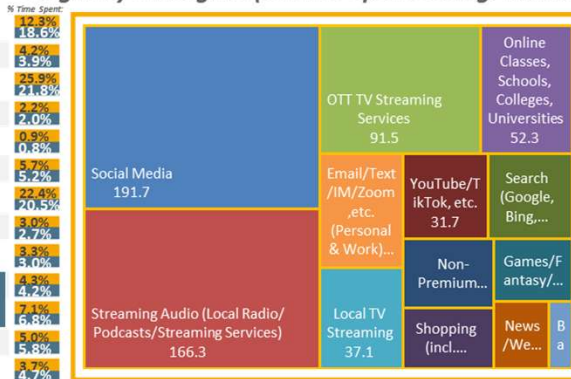 % Time Spent:
12.3%
18.6%
4.2%
3.9%
25.9%
21.8%
2.2%
2.0%
0.9%
0.8%
5.7%
5.2%
22.4%
20.5%
3.0%
2.7%
3.3%
3.0%
4.3%
4.2%
7.1%
6.8%
5.0%
5.8%
3.7%
4.7%
Social Media
191.7
Streaming Audio (Local Radio/
Podcasts/Streaming Services)
166.3
OTT TV Streaming
Services
91.5
Online
Classes,
Schools,
Colleges,
Universities
52.3
Email/Text
/IM/Zoom
,etc.
(Personal
& Work)...
YouTube/T
ikTok, etc.
31.7
Search
(Google,
Bing,...
Local TV
Streaming
37.1
Non-
Premium...
Games/F
antasy/...
Shopping
(incl....
News
/We...
Ba